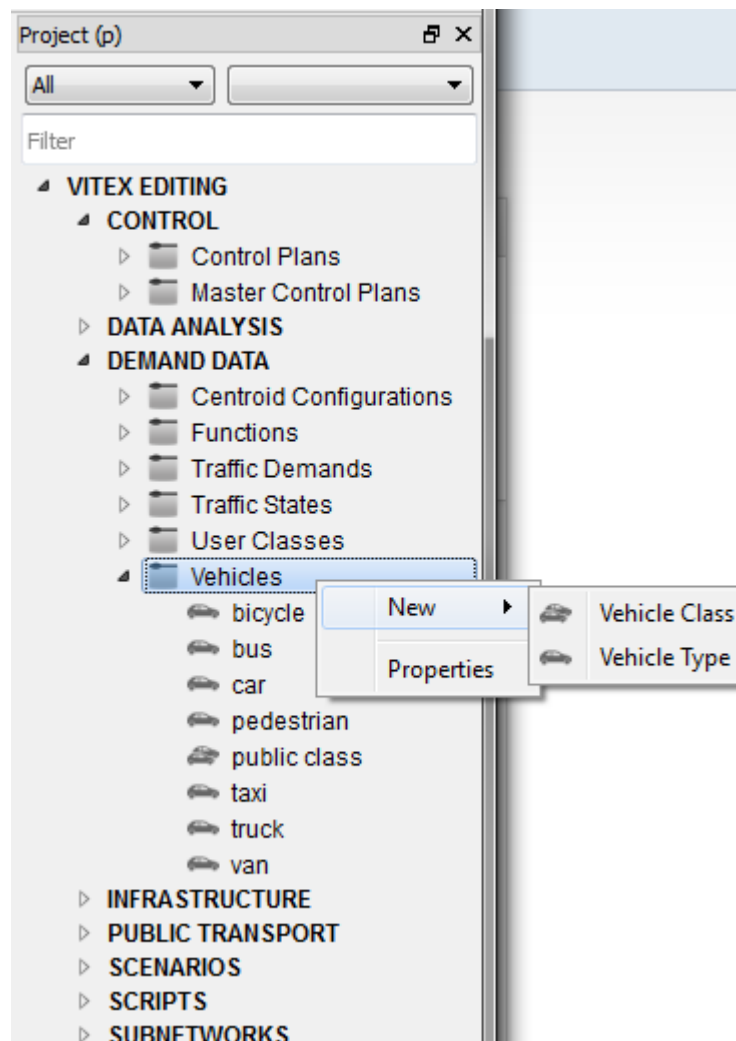 Project (p)
All
Filter
VITEX EDITING
CONTROL
Control Plans
Master Control Plans
DATA ANALYSIS
DEMAND DATA
Centroid Configurations
Functions
Traffic Demands
Traffic States
User Classes
Vehicles
bicycle
New
Vehicle Class
bus
Vehicle Type
car
Properties
pedestrian
public class
taxi
truck
van
INFRASTRUCTURE
PUBLIC TRANSPORT
SCENARIOS
SCRIPTS
SUBNETWORKS